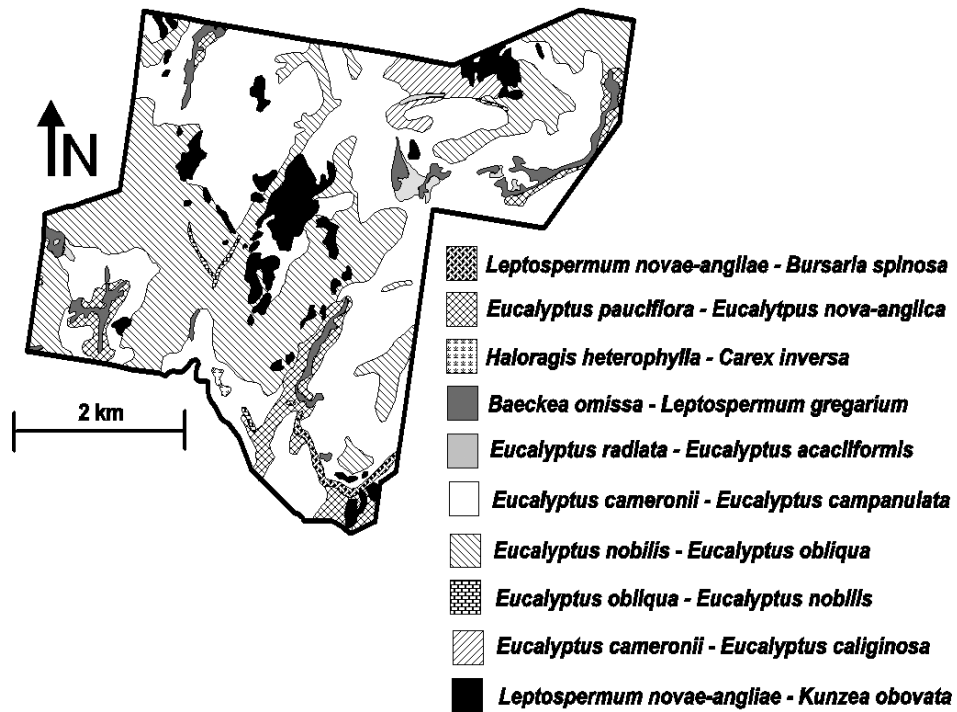 N
Leptospermum novae-angliae - Bursaria spinosa
Eucalyptus pauciflora - Eucalytpus nova-anglica
Haloragis heterophylla - Carex inversa
2 km
Baeckea omissa - Leptospermum gregarium
Eucalyptus radiata - Eucalyptus acaciiformis
Eucalyptus cameronii - Eucalyptus campanulata
Eucalyptus nobilis - Eucalyptus obliqua
Eucalyptus obliqua - Eucalyptus nobilis
Eucalyptus cameronii - Eucalyptus caliginosa
Leptospermum novae-angliae - Kunzea obovata